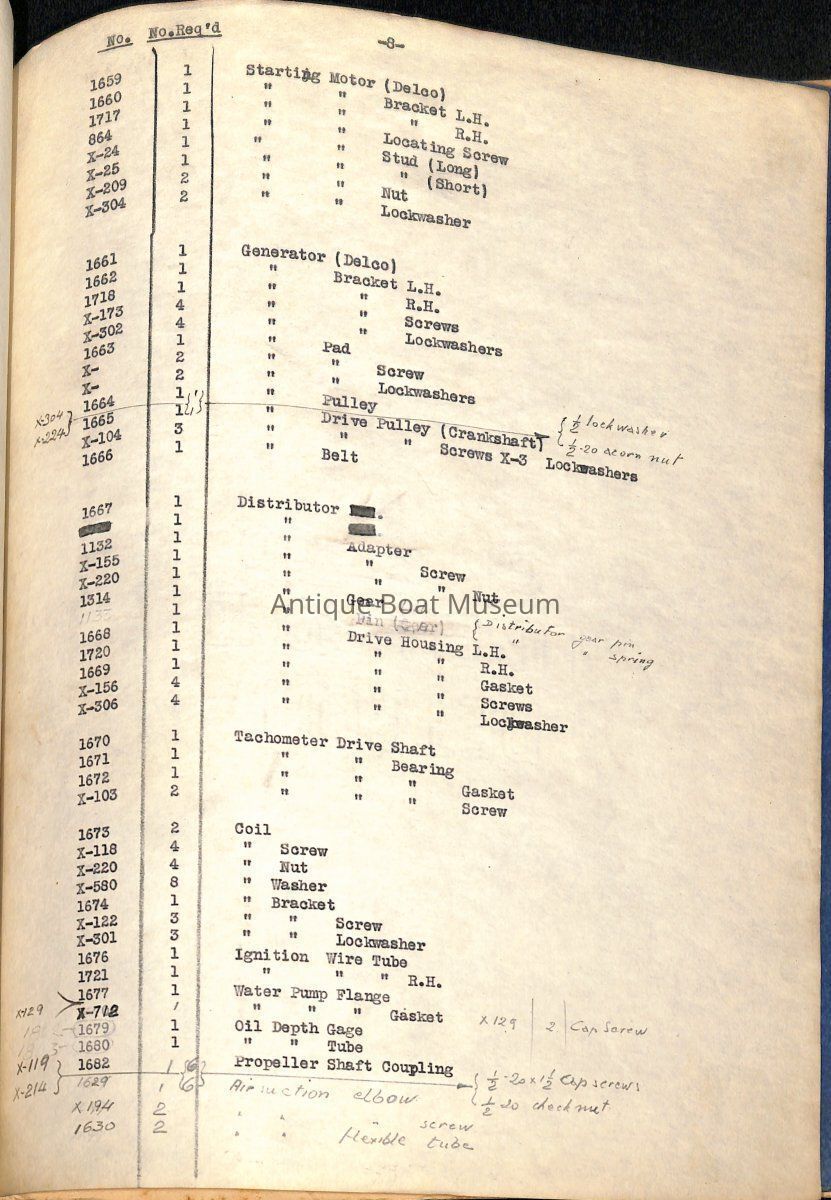 No. No.Req'd -8-
1659 1 Starting Motor (Delco)
1660 1 " " Bracket L.H.
1717 1 " " " R.H.
864 1 " " Locating Screw
X-24 1 " " Stud (Long)
X-25 1 " " " (Short)
X-209 2 " " Nut
X-304 2 " " Lockwasher
1661 1 Generator (Delco)
1662 1 " Bracket L.H.
1718 1 " " R.H.
X-173 4 " " Screws
X-302 4 " " Lockwashers
1663 1 " Pad
X- 2 " " Screw
X- 2 " " Lockwashers
1664 1 " Pulley
X-304 1 { ½ lockwasher
X-224 1 { ½-20 acorn nut
1665 1 " Drive Pulley (Crankshaft)
X-104 3 " " " Screws X-3 Lockwashers
1666 1 " Belt
1667 1 Distributor
1 "
1132 1 " Adapter
X-155 1 " " Screw
X-220 1 " " " Nut
1314 1 " Gear
1133 1 " Pin (Gear) { Distributor gear pin
" " spring
1668 1 " Drive Housing L.H.
1720 1 " " " R.H.
1669 1 " " " Gasket
X-156 4 " " " Screws
X-306 4 " " " Lockwasher
1670 1 Tachometer Drive Shaft
1671 1 " " Bearing
1672 1 " " " Gasket
X-103 2 " " " Screw
1673 2 Coil
X-118 4 " Screw
X-220 4 " Nut
X-580 8 " Washer
1674 1 " Bracket
X-122 3 " " Screw
X-301 3 " " Lockwasher
1676 1 Ignition Wire Tube
1721 1 " " " R.H.
1677 1 Water Pump Flange
X-712 1 " " " Gasket
X129 X129 | 2 | Cap Screw
(1679) 1 Oil Depth Gage
(1680) 1 " " Tube
1682 1 Propeller Shaft Coupling
X-119 6 { ½-20x1½ Cap screws
X-214 6 { ½-20 check nut
1629 1 Air suction elbow
X194 2 " " " screw
1630 2 " " flexible tube
Antique Boat Museum